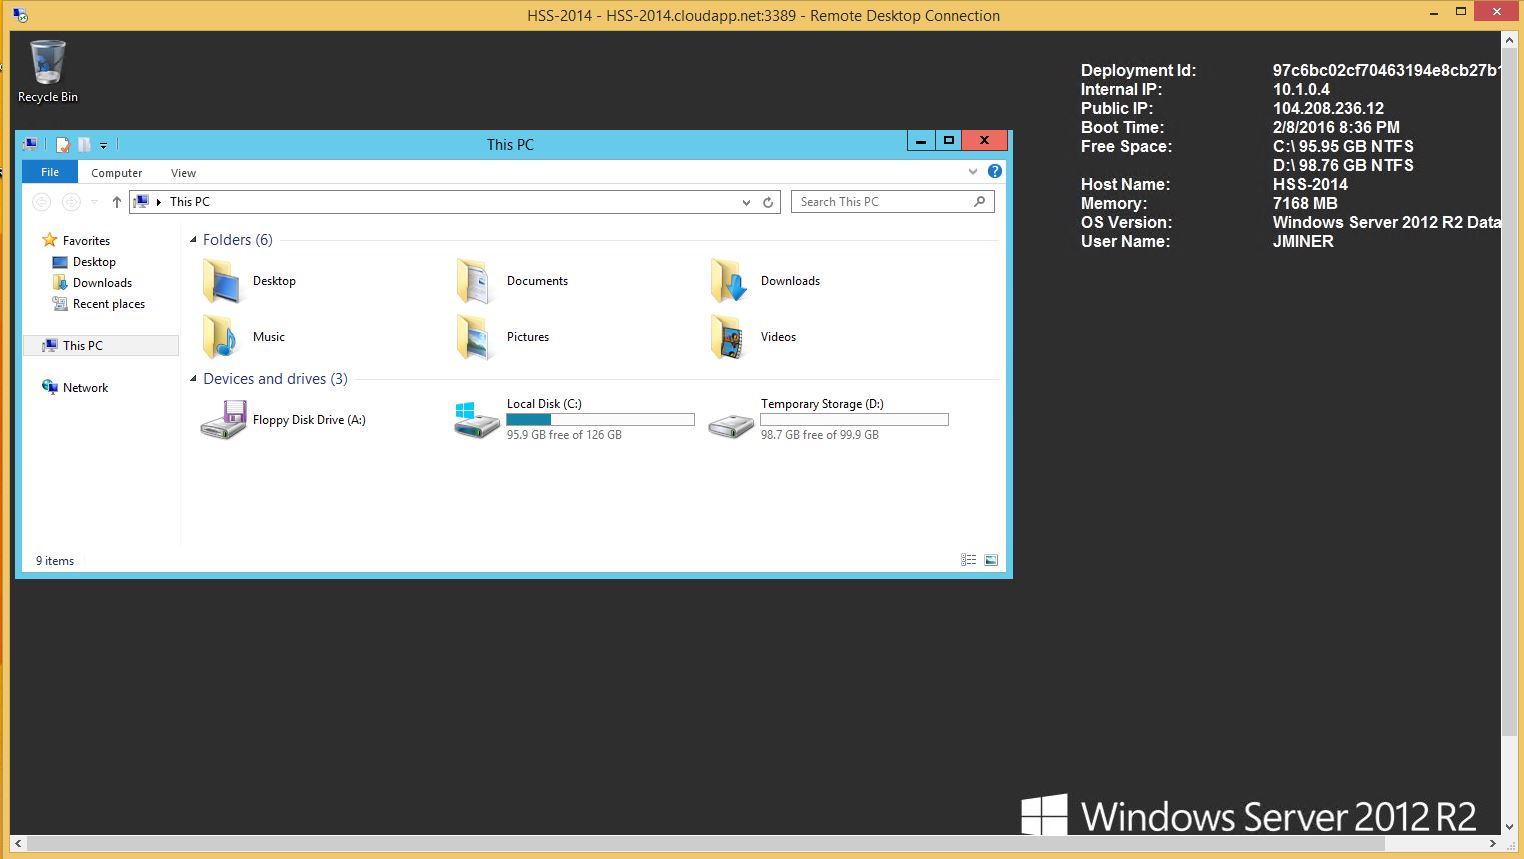 HSS-2014 - HSS-2014.cloudapp.net:3389 - Remote Desktop Connection
Recycle Bin
Deployment Id: 97c6bc02cf70463194e8cb27b1
Internal IP: 10.1.0.4
Public IP: 104.208.236.12
Boot Time: 2/8/2016 8:36 PM
Free Space: C:\ 95.95 GB NTFS
D:\ 98.76 GB NTFS
Host Name: HSS-2014
Memory: 7168 MB
OS Version: Windows Server 2012 R2 Data
User Name: JMINER
This PC
File Computer View
This PC
Search This PC
Favorites
Desktop
Downloads
Recent places
This PC
Network
Folders (6)
Desktop Documents Downloads
Music Pictures Videos
Devices and drives (3)
Floppy Disk Drive (A:)
Local Disk (C:)
95.9 GB free of 126 GB
Temporary Storage (D:)
98.7 GB free of 99.9 GB
9 items
Windows Server 2012 R2